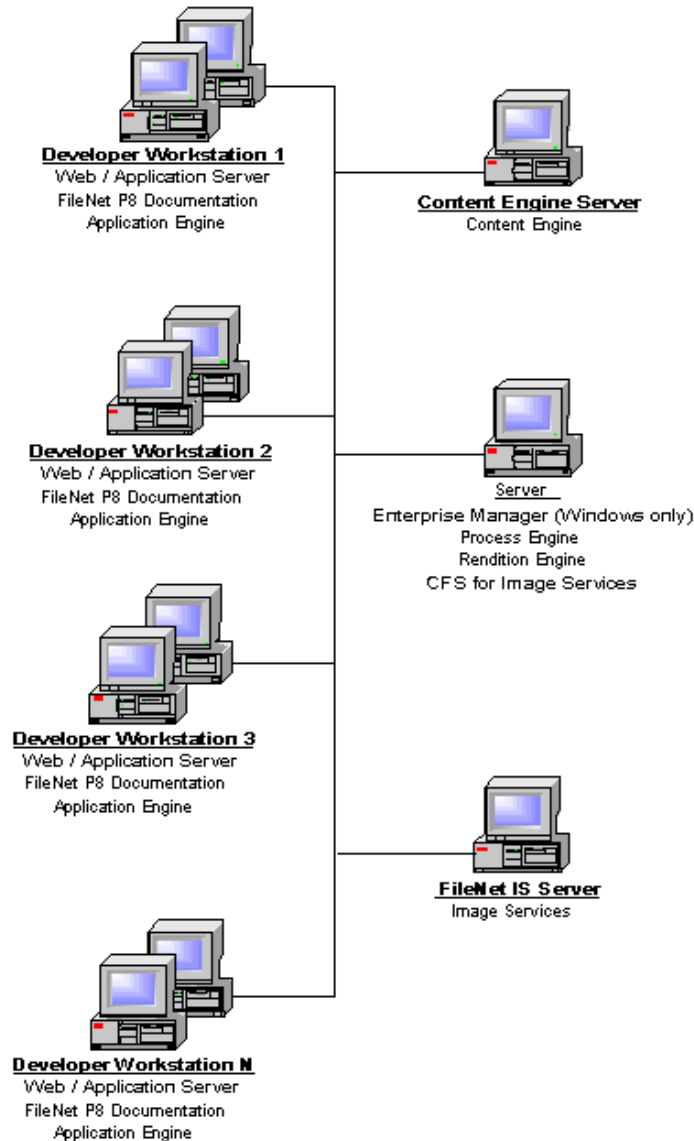 Developer Workstation 1
Web / Application Server
FileNet P8 Documentation
Application Engine
Content Engine Server
Content Engine
Developer Workstation 2
Web / Application Server
FileNet P8 Documentation
Application Engine
Server
Enterprise Manager (Windows only)
Process Engine
Rendition Engine
CFS for Image Services
Developer Workstation 3
Web / Application Server
FileNet P8 Documentation
Application Engine
FileNet IS Server
Image Services
Developer Workstation N
Web / Application Server
FileNet P8 Documentation
Application Engine